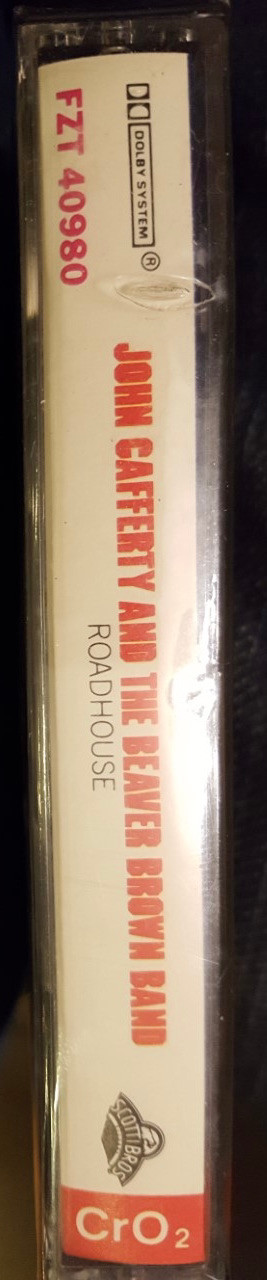 DOLBY SYSTEM ®
FZT 40980
JOHN CAFFERTY AND THE BEAVER BROWN BAND
ROADHOUSE
SCOTTI BROS
CrO₂